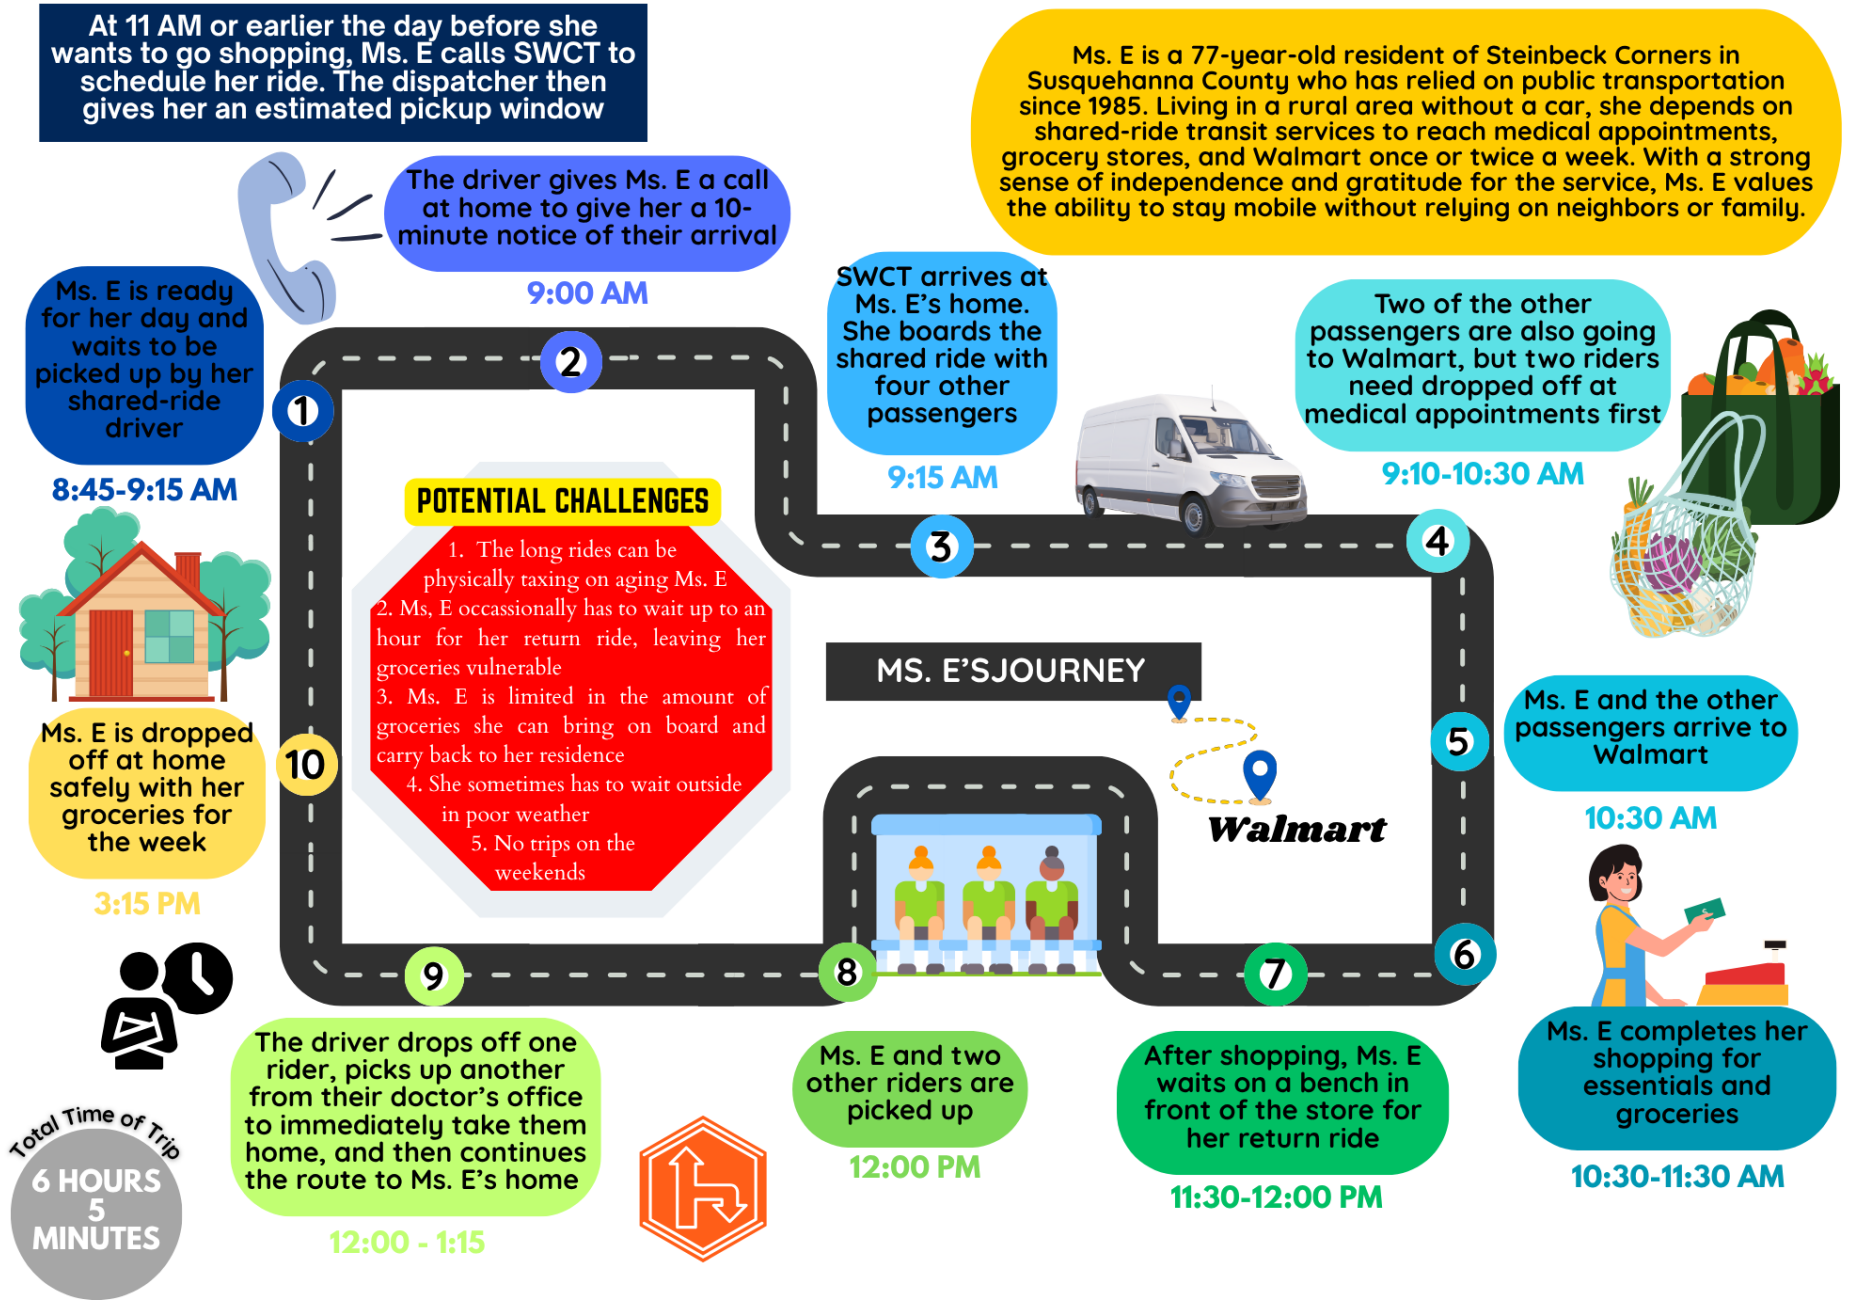 At 11 AM or earlier the day before she
wants to go shopping, Ms. E calls SWCT to
schedule her ride. The dispatcher then
gives her an estimated pickup window
Ms. E is a 77-year-old resident of Steinbeck Corners in
Susquehanna County who has relied on public transportation
since 1985. Living in a rural area without a car, she depends on
shared-ride transit services to reach medical appointments,
grocery stores, and Walmart once or twice a week. With a strong
sense of independence and gratitude for the service, Ms. E values
the ability to stay mobile without relying on neighbors or family.
Ms. E is ready
for her day and
waits to be
picked up by her
shared-ride
driver
8:45-9:15 AM
1
The driver gives Ms. E a call
at home to give her a 10-
minute notice of their arrival
9:00 AM
2
SWCT arrives at
Ms. E's home.
She boards the
shared ride with
four other
passengers
9:15 AM
3
Two of the other
passengers are also going
to Walmart, but two riders
need dropped off at
medical appointments first
9:10-10:30 AM
4
POTENTIAL CHALLENGES
1. The long rides can be
physically taxing on aging Ms. E
2. Ms, E occassionally has to wait up to an
hour for her return ride, leaving her
groceries vulnerable
3. Ms. E is limited in the amount of
groceries she can bring on board and
carry back to her residence
4. She sometimes has to wait outside
in poor weather
5. No trips on the
weekends
MS. E'SJOURNEY
Walmart
5
Ms. E and the other
passengers arrive to
Walmart
10:30 AM
6
Ms. E completes her
shopping for
essentials and
groceries
10:30-11:30 AM
7
After shopping, Ms. E
waits on a bench in
front of the store for
her return ride
11:30-12:00 PM
8
Ms. E and two
other riders are
picked up
12:00 PM
9
The driver drops off one
rider, picks up another
from their doctor's office
to immediately take them
home, and then continues
the route to Ms. E's home
12:00 - 1:15
10
Ms. E is dropped
off at home
safely with her
groceries for
the week
3:15 PM
Total Time of Trip
6 HOURS
5
MINUTES